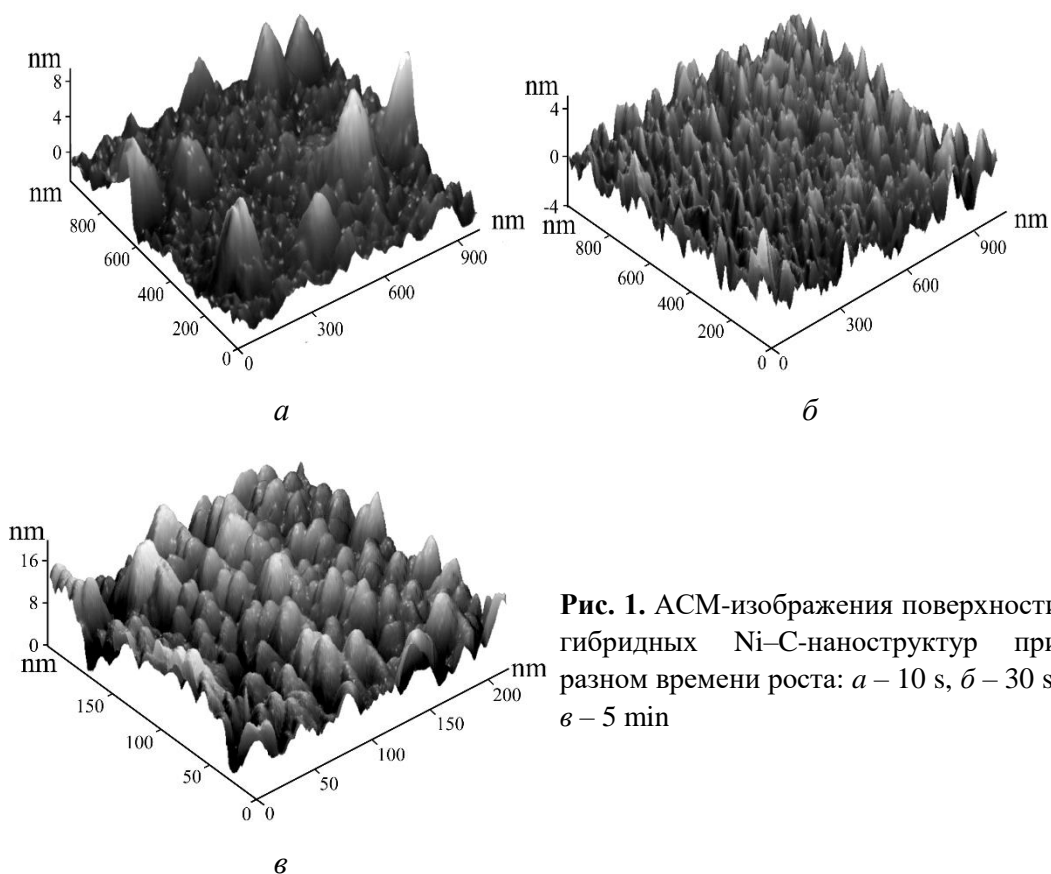 nm
8
4
0
nm
800
600
400
200
0
0
300
600
900
nm
а
nm
4
0
-4
nm
800
600
400
200
0
0
300
600
900
nm
б
nm
16
8
0
nm
150
100
50
0
0
50
100
150
200
nm
в
Рис. 1. АСМ-изображения поверхности
гибридных Ni–C-наноструктур при
разном времени роста: а – 10 s, б – 30 s
в – 5 min